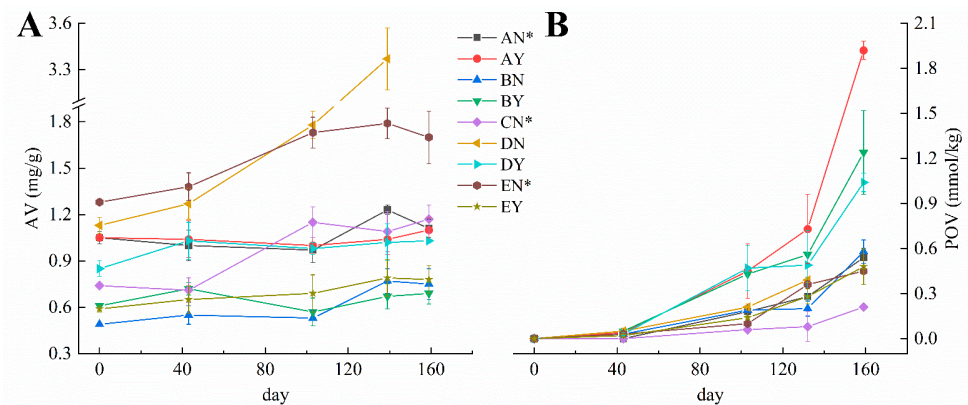 A
B
AV (mg/g)
3.6
3.3
1.8
1.5
1.2
0.9
0.6
0.3
0
40
80
120
160
day
AN*
AY
BN
BY
CN*
DN
DY
EN*
EY
0
40
80
120
160
day
2.1
1.8
1.5
1.2
0.9
0.6
0.3
0.0
POV (mmol/kg)